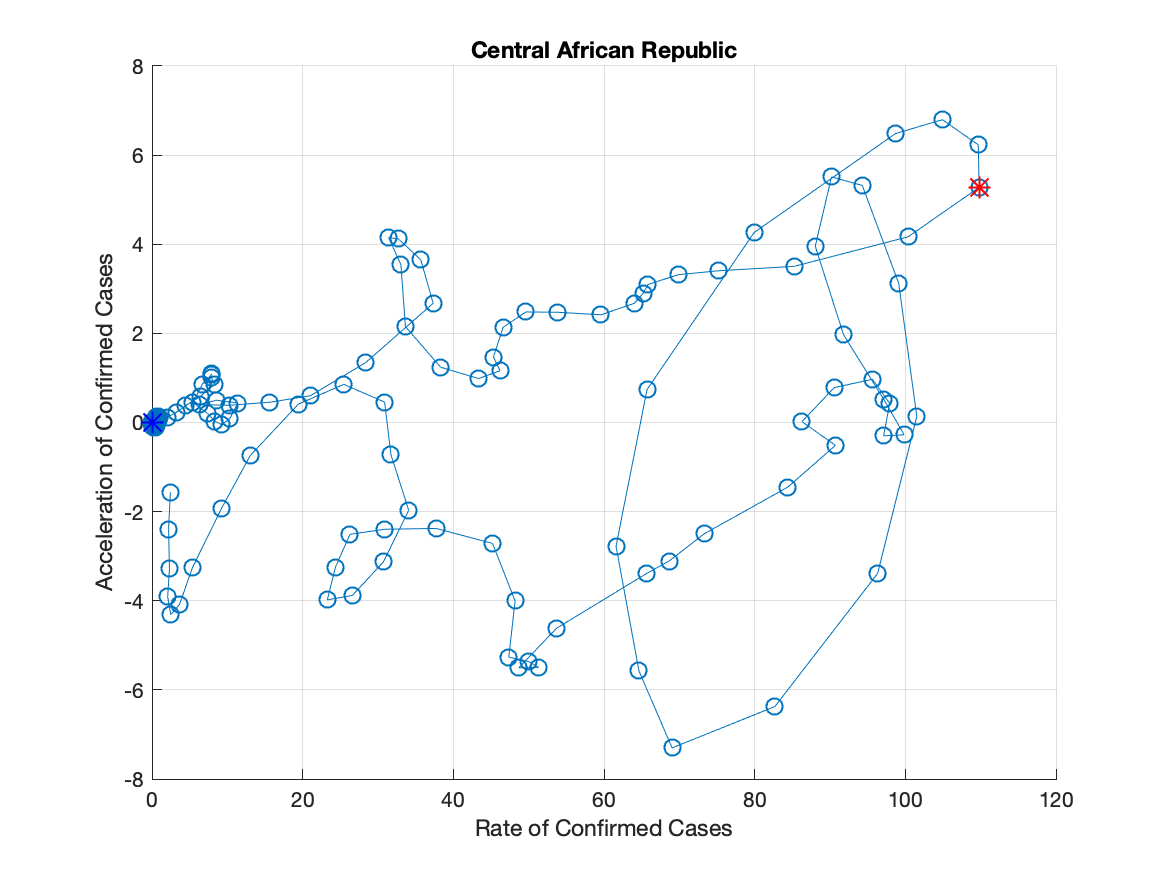 Central African Republic
8
6
4
2
0
-2
-4
-6
-8
Acceleration of Confirmed Cases
0 20 40 60 80 100 120
Rate of Confirmed Cases